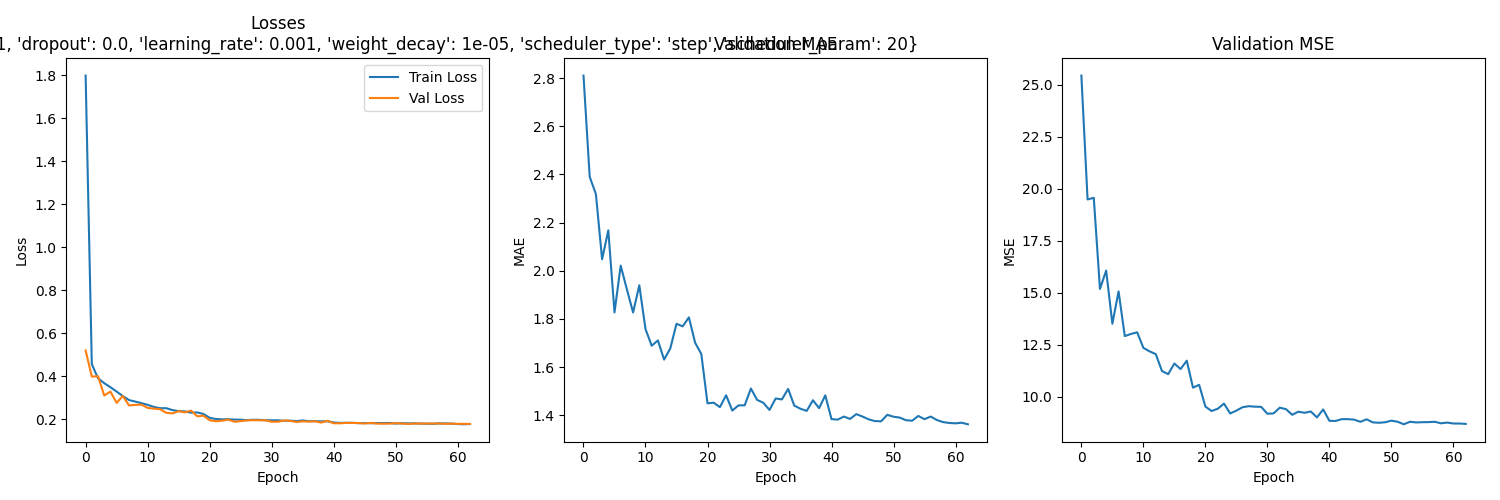 Losses
1, 'dropout': 0.0, 'learning_rate': 0.001, 'weight_decay': 1e-05, 'scheduler_type': 'step', 'scheduler_param': 20}
Train Loss
Val Loss
1.8
1.6
1.4
1.2
1.0
0.8
0.6
0.4
0.2
Loss
0 10 20 30 40 50 60
Epoch
Validation MAE
2.8
2.6
2.4
2.2
2.0
1.8
1.6
1.4
MAE
0 10 20 30 40 50 60
Epoch
Validation MSE
25.0
22.5
20.0
17.5
15.0
12.5
10.0
MSE
0 10 20 30 40 50 60
Epoch